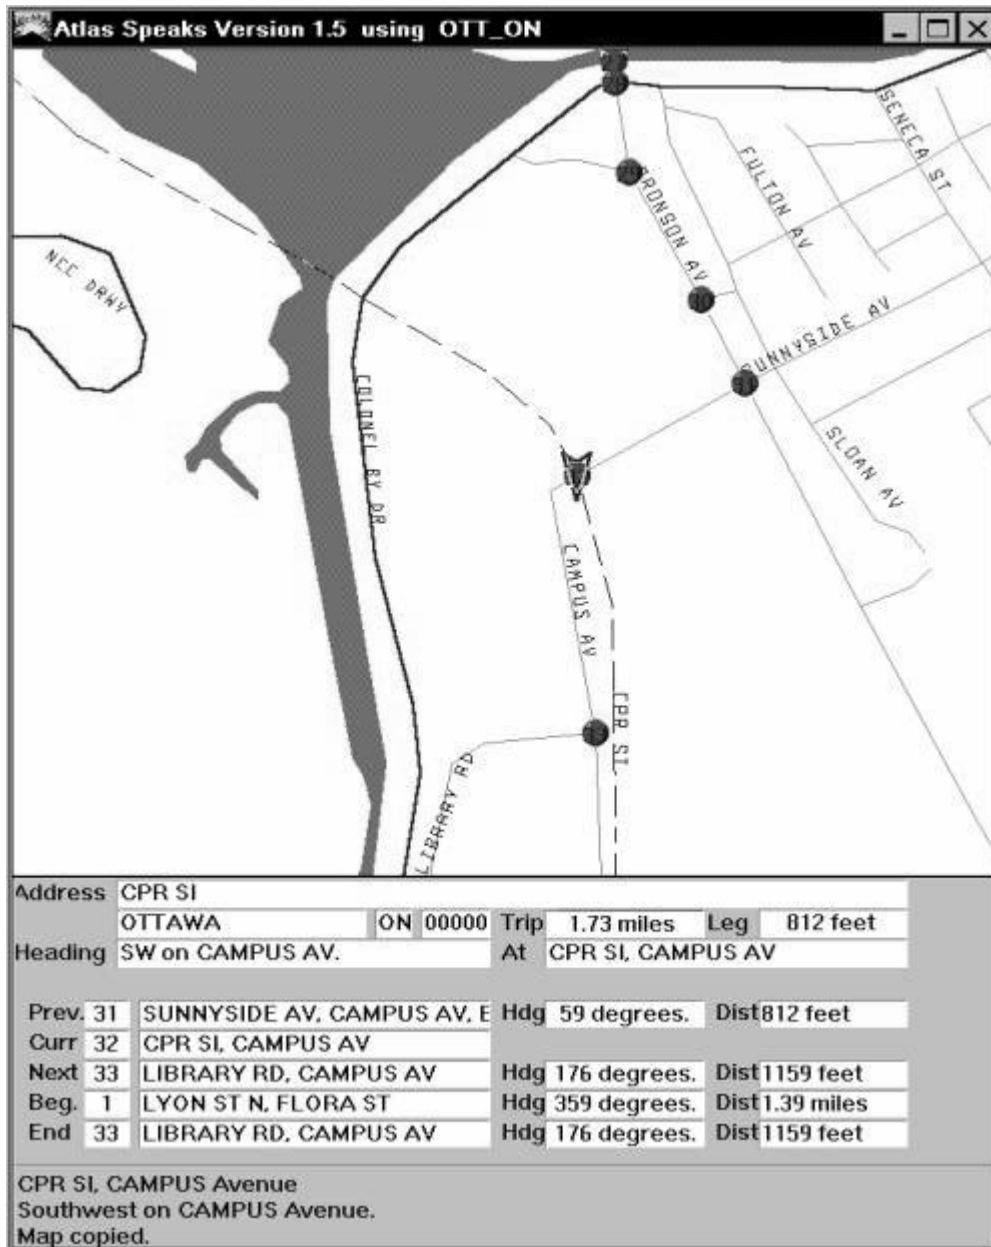 Atlas Speaks Version 1.5 using OTT_ON
27
29
BRONSON AV
FULTON AV
SENECA ST
NCC DRWY
30
SUNNYSIDE AV
31
COLONEL BY DR
SLOAN AV
CAMPUS AV
CPR SI
33
LIBRARY RD
Address CPR SI
OTTAWA ON 00000 Trip 1.73 miles Leg 812 feet
Heading SW on CAMPUS AV. At CPR SI, CAMPUS AV
Prev. 31 SUNNYSIDE AV, CAMPUS AV, E Hdg 59 degrees. Dist 812 feet
Curr 32 CPR SI, CAMPUS AV
Next 33 LIBRARY RD, CAMPUS AV Hdg 176 degrees. Dist 1159 feet
Beg. 1 LYON ST N, FLORA ST Hdg 359 degrees. Dist 1.39 miles
End 33 LIBRARY RD, CAMPUS AV Hdg 176 degrees. Dist 1159 feet
CPR SI, CAMPUS Avenue
Southwest on CAMPUS Avenue.
Map copied.